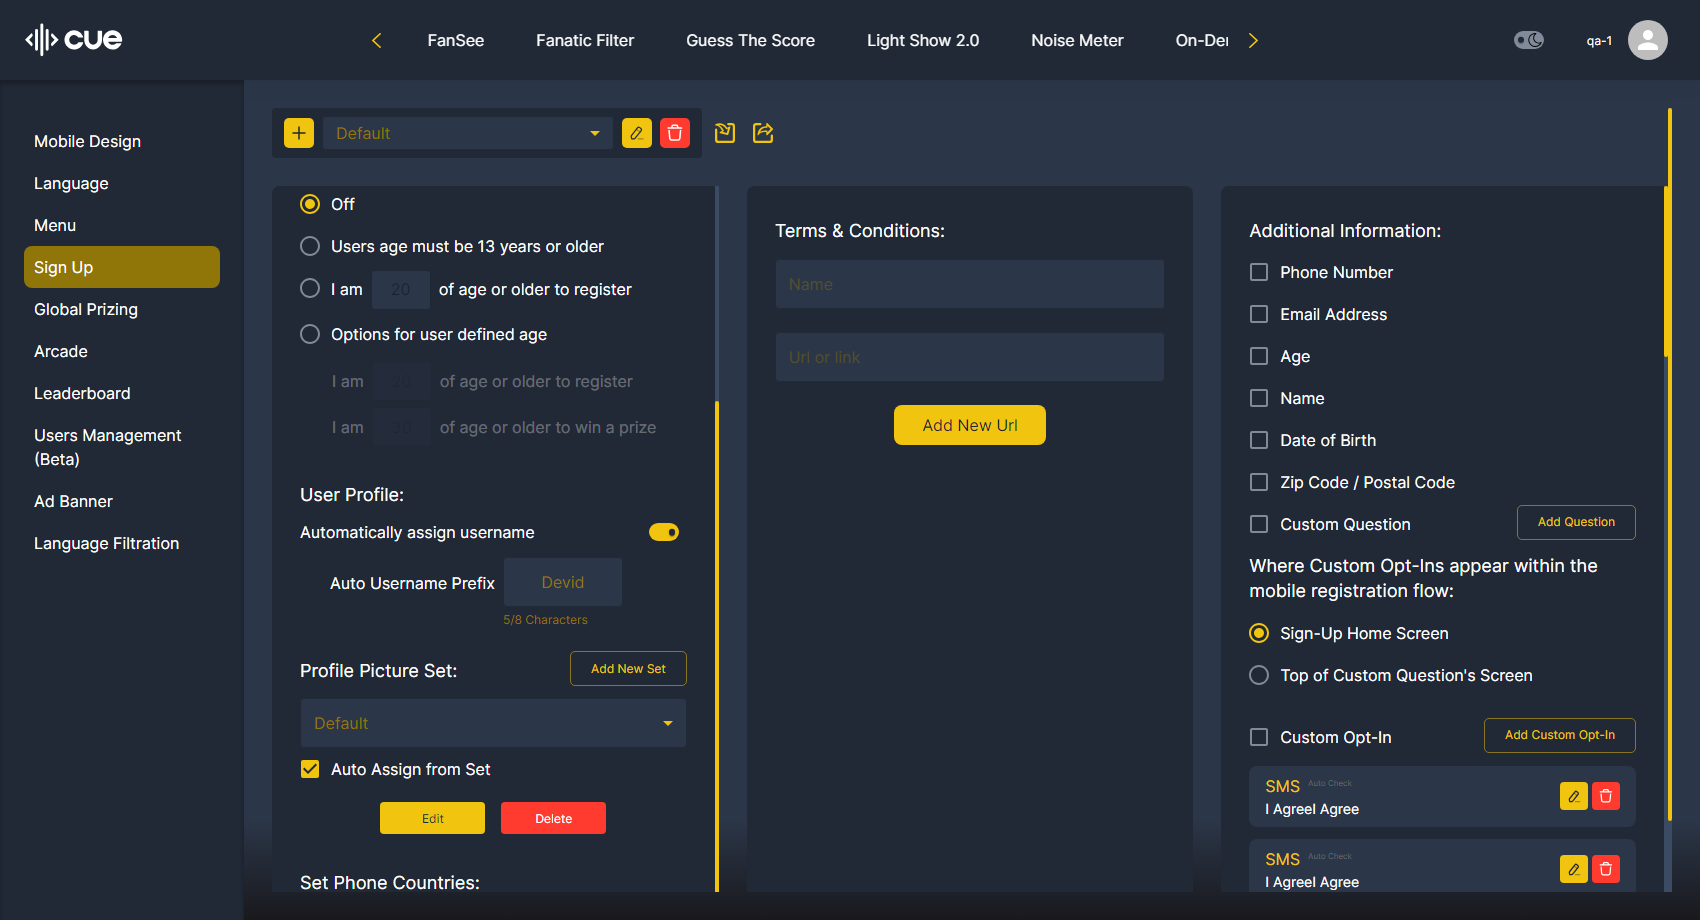 cue
FanSee
Fanatic Filter
Guess The Score
Light Show 2.0
Noise Meter
On-De
qa-1
Mobile Design
Language
Menu
Sign Up
Global Prizing
Arcade
Leaderboard
Users Management
(Beta)
Ad Banner
Language Filtration
Default
Off
Users age must be 13 years or older
I am 20 of age or older to register
Options for user defined age
I am of age or older to register
I am of age or older to win a prize
User Profile:
Automatically assign username
Auto Username Prefix Devid
5/8 Characters
Profile Picture Set: Add New Set
Default
Auto Assign from Set
Edit Delete
Set Phone Countries:
Terms & Conditions:
Name
Url or link
Add New Url
Additional Information:
Phone Number
Email Address
Age
Name
Date of Birth
Zip Code / Postal Code
Custom Question Add Question
Where Custom Opt-Ins appear within the
mobile registration flow:
Sign-Up Home Screen
Top of Custom Question's Screen
Custom Opt-In Add Custom Opt-In
SMS Auto Check
I AgreeI Agree
SMS Auto Check
I AgreeI Agree